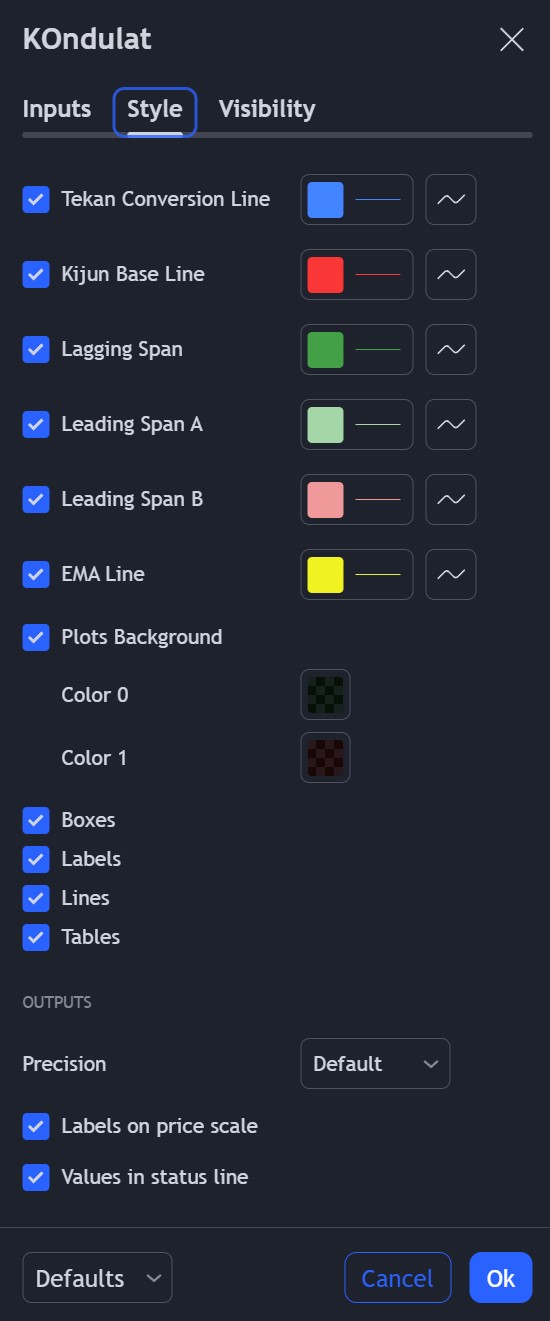 KOndulat
Inputs Style Visibility
Tekan Conversion Line
Kijun Base Line
Lagging Span
Leading Span A
Leading Span B
EMA Line
Plots Background
Color 0
Color 1
Boxes
Labels
Lines
Tables
OUTPUTS
Precision Default
Labels on price scale
Values in status line
Defaults Cancel Ok